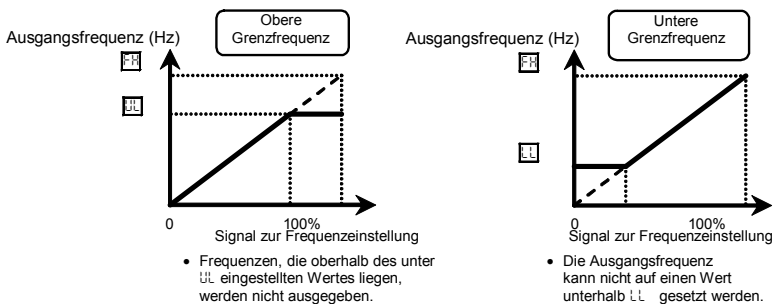 Obere
Grenzfrequenz
Ausgangsfrequenz (Hz)
FH
UL
0
100%
Signal zur Frequenzeinstellung
• Frequenzen, die oberhalb des unter
UL eingestellten Wertes liegen,
werden nicht ausgegeben.
Untere
Grenzfrequenz
Ausgangsfrequenz (Hz)
FH
LL
0
100%
Signal zur Frequenzeinstellung
• Die Ausgangsfrequenz
kann nicht auf einen Wert
unterhalb LL gesetzt werden.